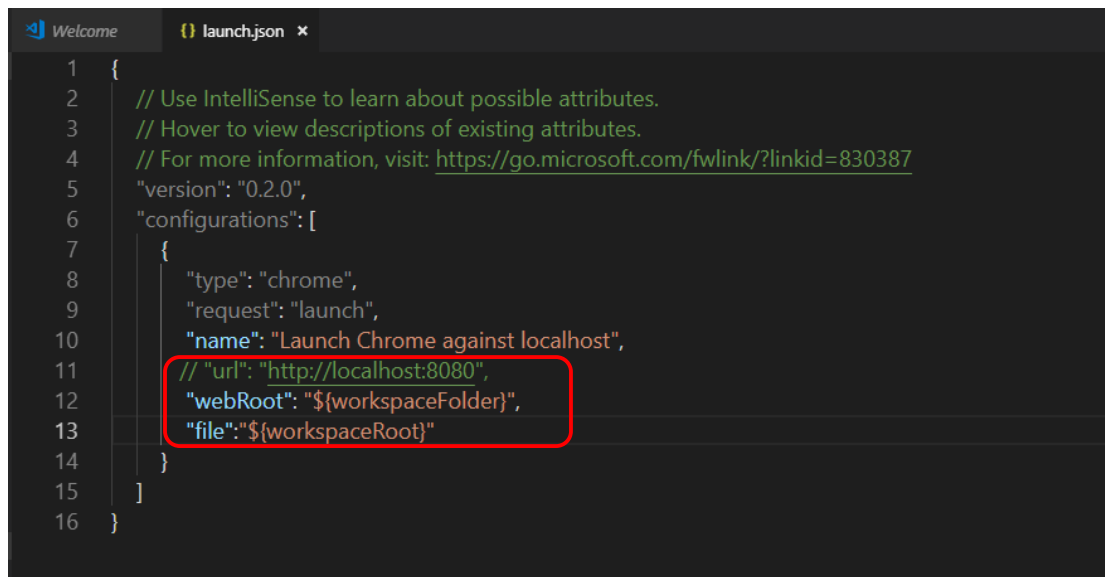 Welcome
{} launch.json ×
1 {
2 // Use IntelliSense to learn about possible attributes.
3 // Hover to view descriptions of existing attributes.
4 // For more information, visit: https://go.microsoft.com/fwlink/?linkid=830387
5 "version": "0.2.0",
6 "configurations": [
7 {
8 "type": "chrome",
9 "request": "launch",
10 "name": "Launch Chrome against localhost",
11 // "url": "http://localhost:8080",
12 "webRoot": "${workspaceFolder}",
13 "file":"${workspaceRoot}"
14 }
15 ]
16 }